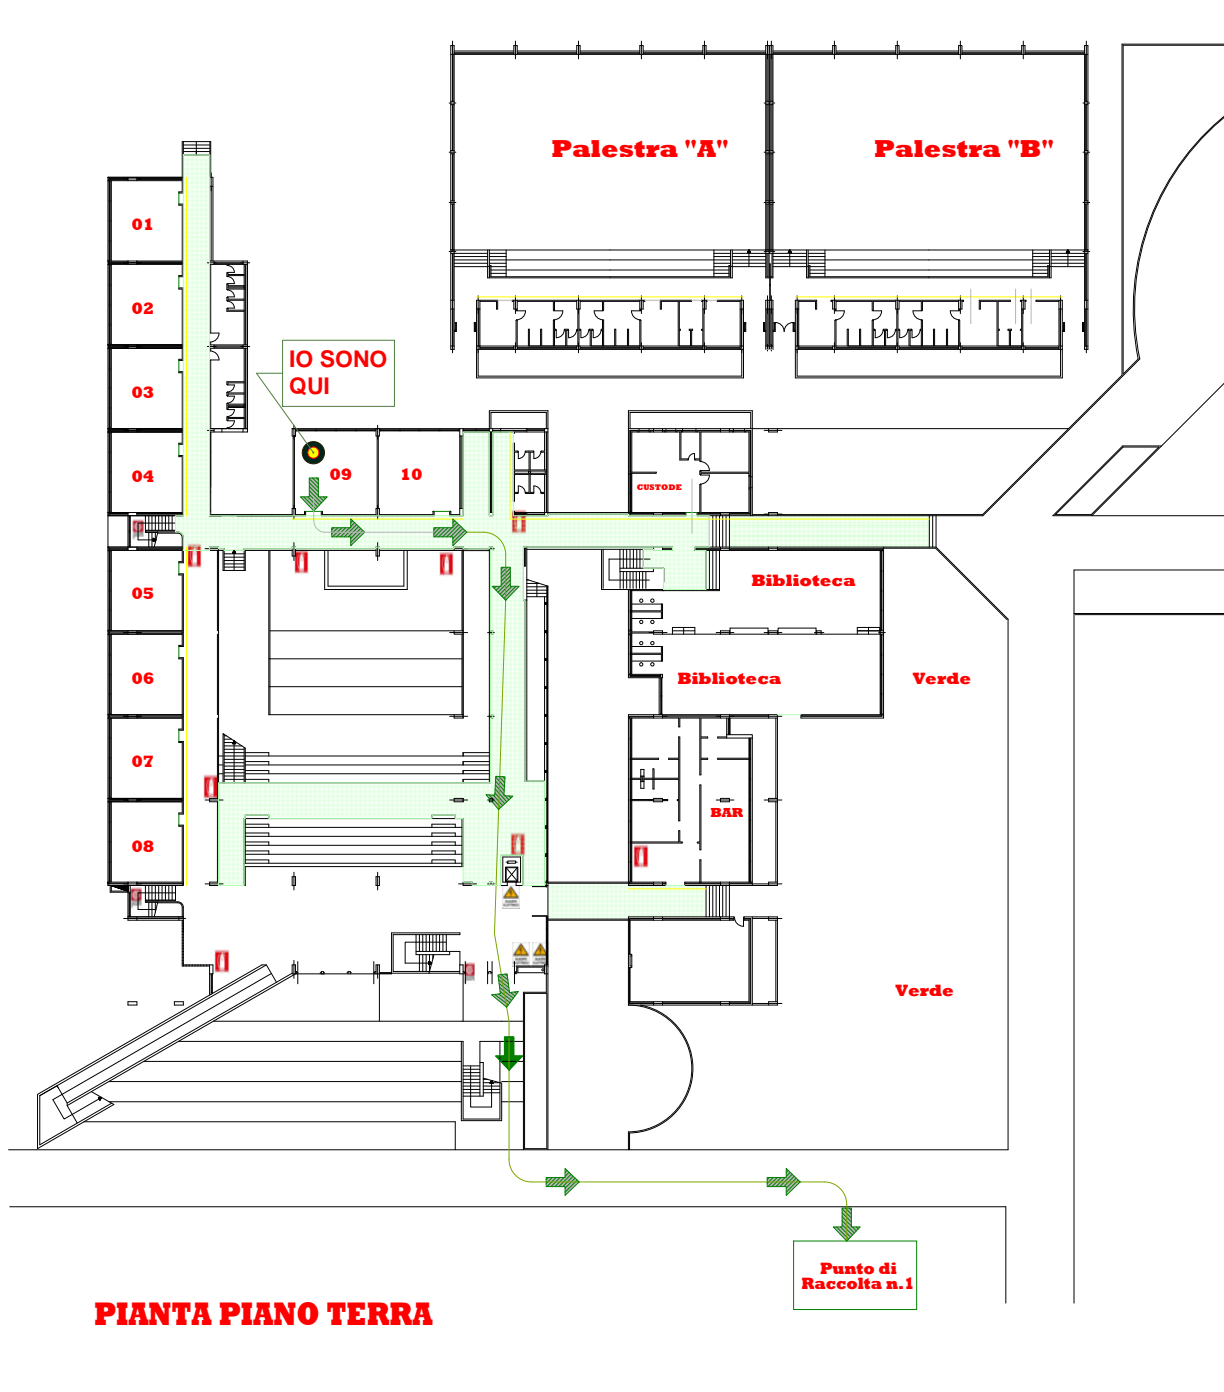 Palestra "A"
Palestra "B"
01
02
03
IO SONO
QUI
04
09
10
CUSTODE
05
Biblioteca
06
Biblioteca
Verde
07
BAR
08
Verde
Punto di
Raccolta n.1
PIANTA PIANO TERRA